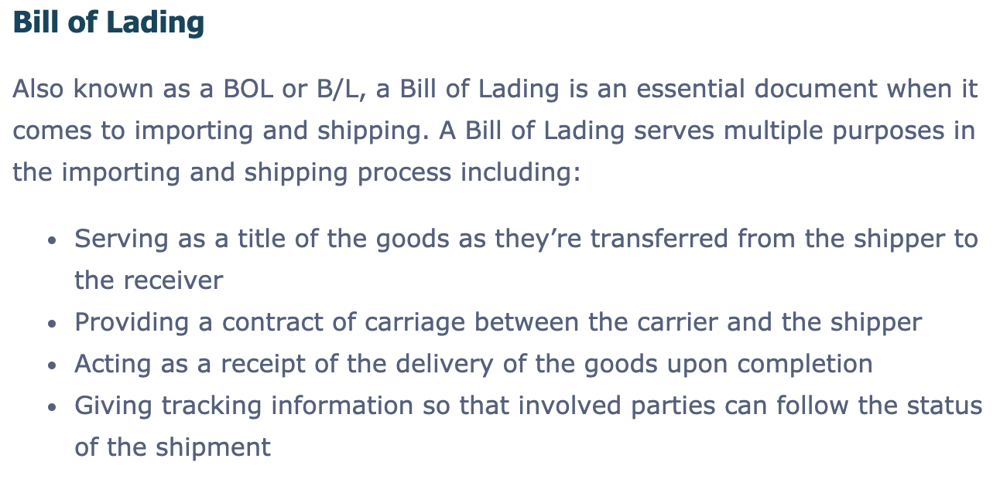 Bill of Lading
Also known as a BOL or B/L, a Bill of Lading is an essential document when it
comes to importing and shipping. A Bill of Lading serves multiple purposes in
the importing and shipping process including:
• Serving as a title of the goods as they’re transferred from the shipper to
the receiver
• Providing a contract of carriage between the carrier and the shipper
• Acting as a receipt of the delivery of the goods upon completion
• Giving tracking information so that involved parties can follow the status
of the shipment